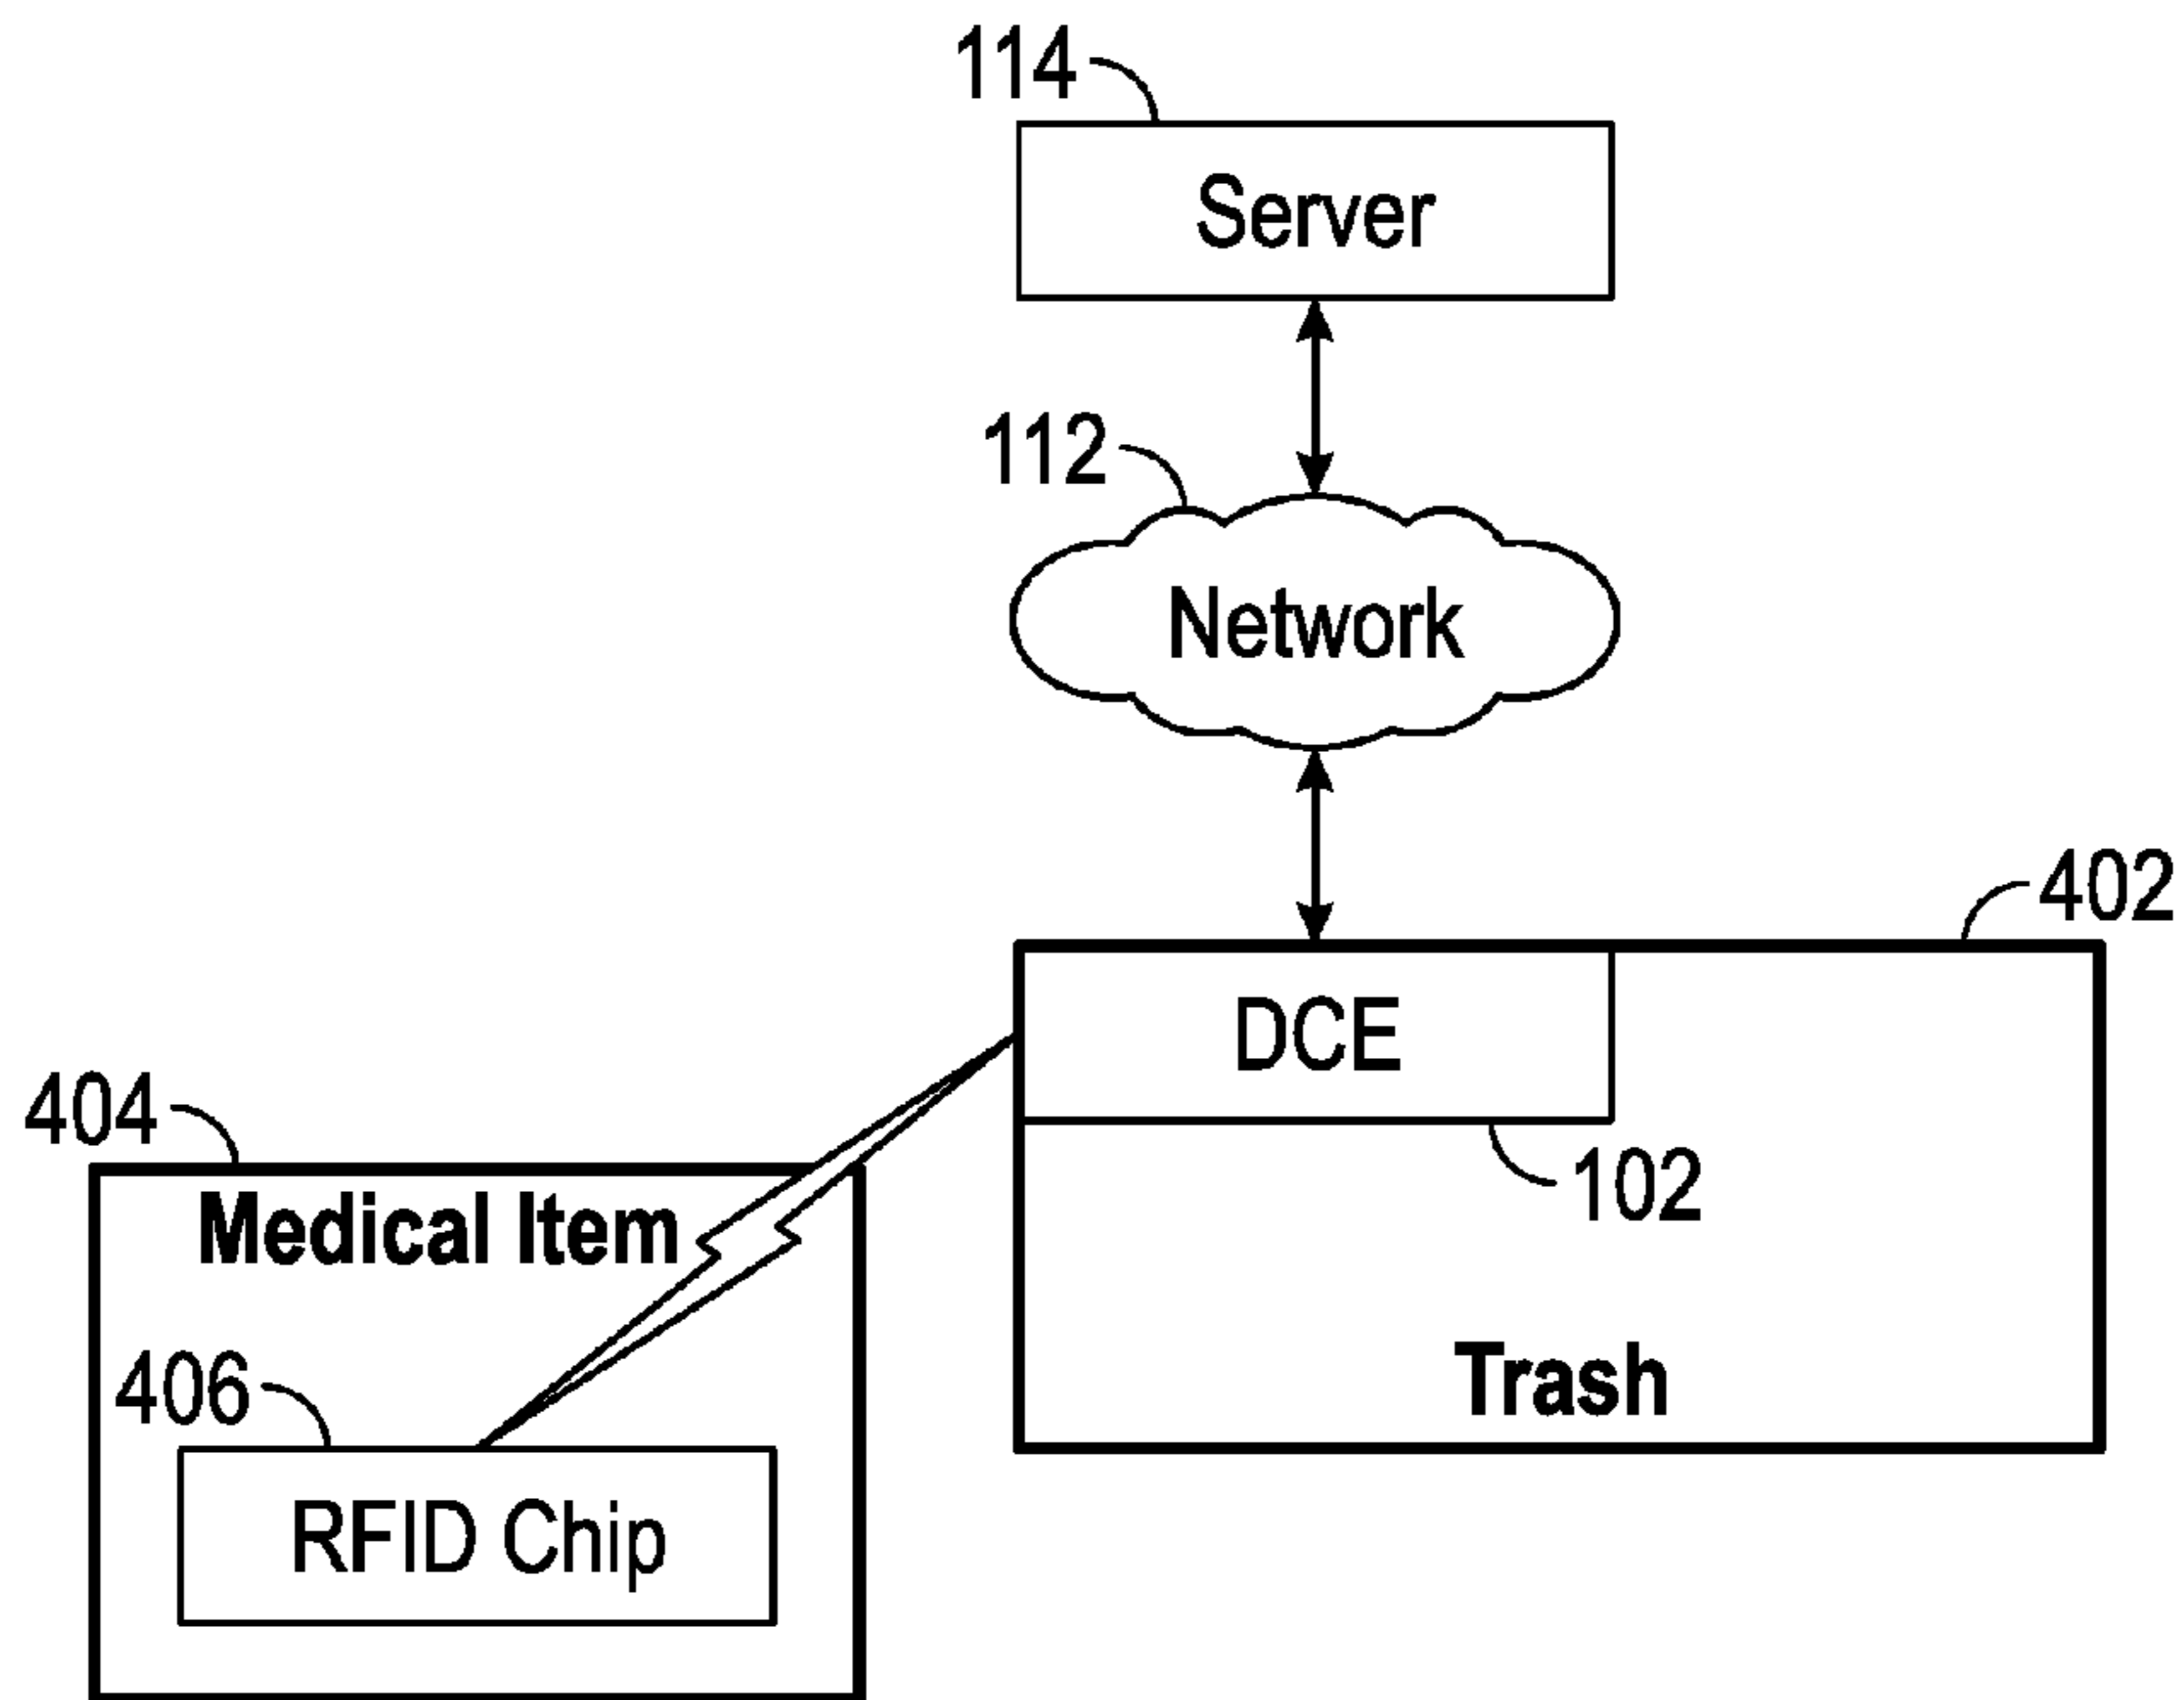 114
Server
112
Network
402
DCE
404
102
Medical Item
Trash
406
RFID Chip